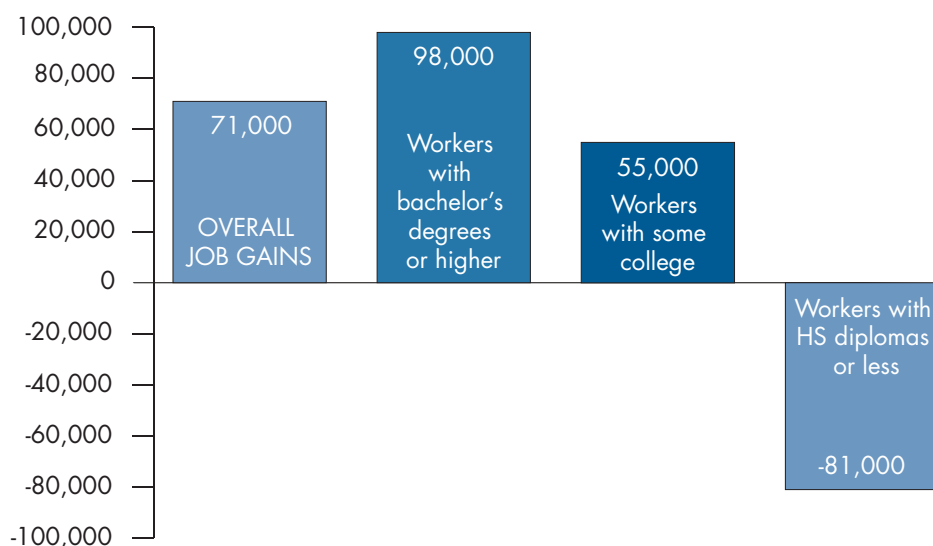 100,000
80,000
60,000
40,000
20,000
0
-20,000
-40,000
-60,000
-80,000
-100,000
71,000
OVERALL
JOB GAINS
98,000
Workers
with
bachelor’s
degrees
or higher
55,000
Workers
with some
college
Workers with
HS diplomas
or less
-81,000